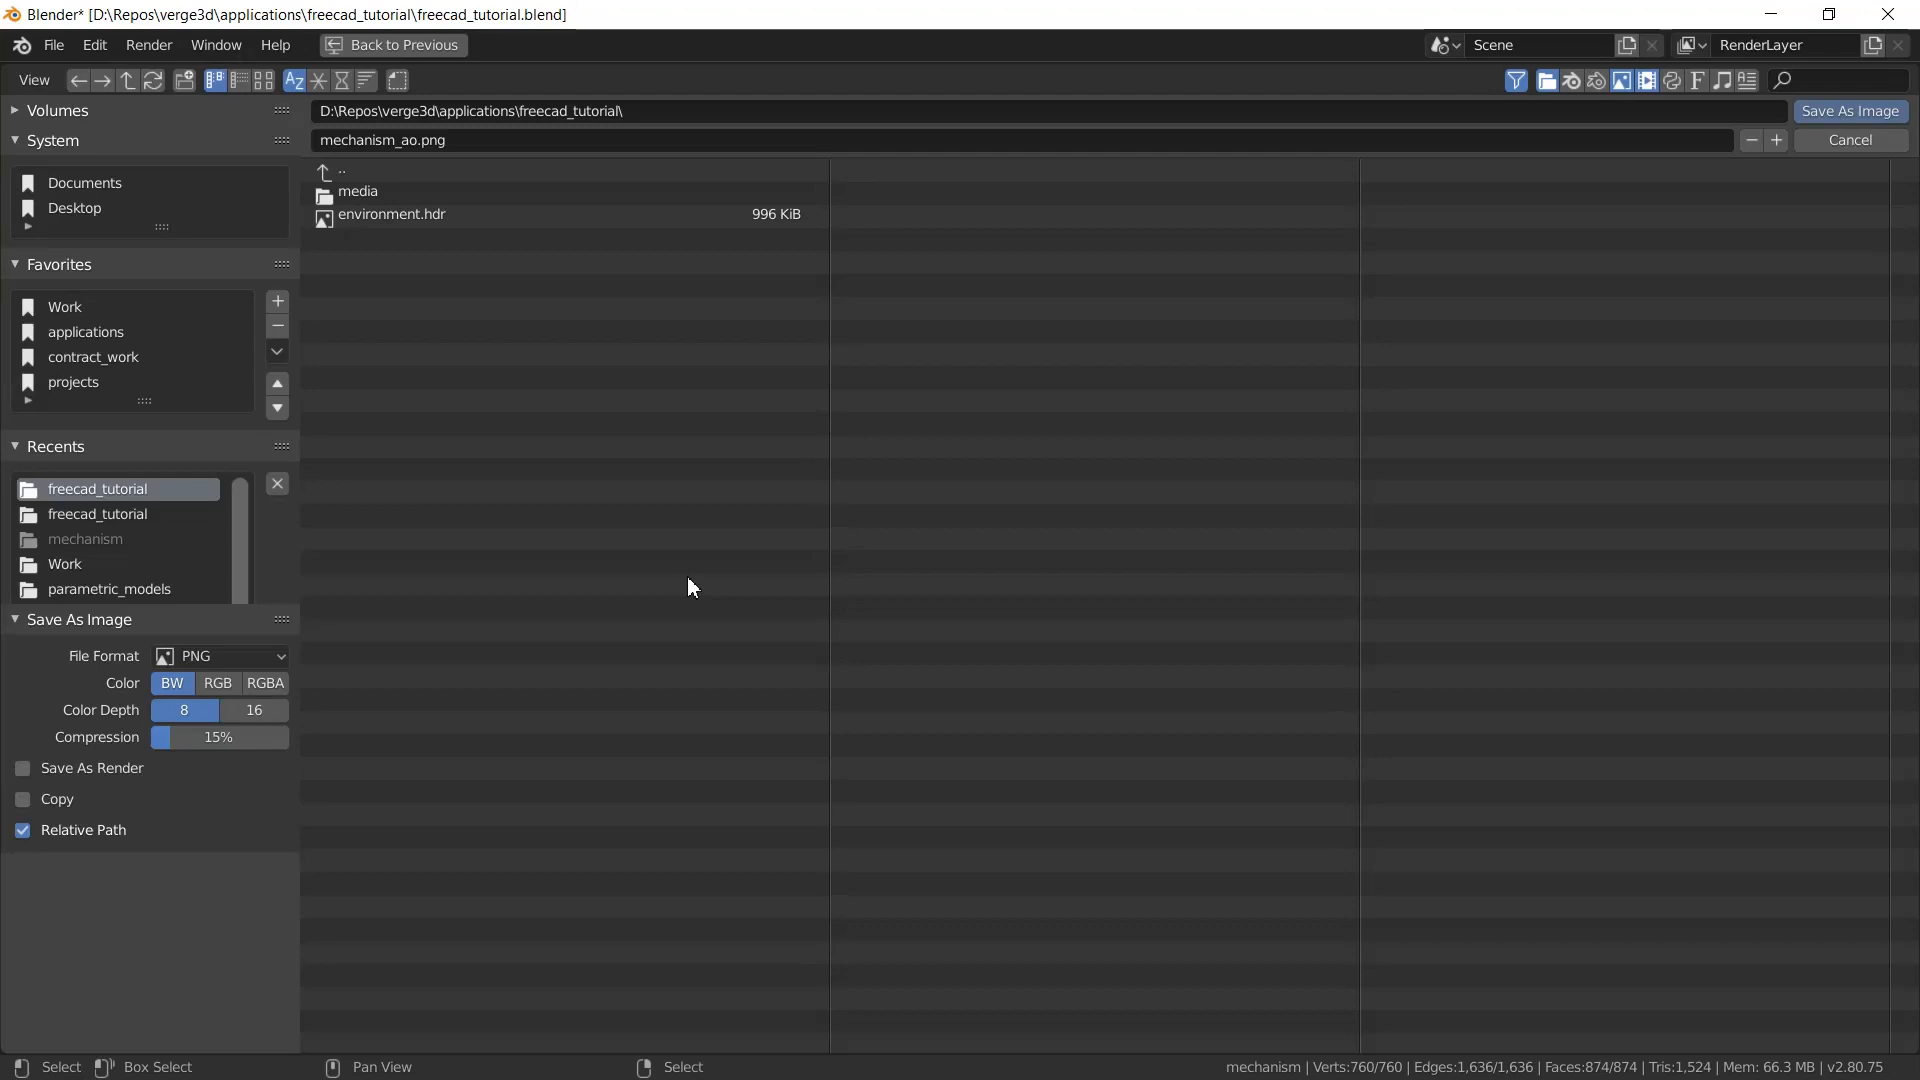 Blender* [D:\Repos\verge3d\applications\freecad_tutorial\freecad_tutorial.blend]
File Edit Render Window Help Back to Previous Scene RenderLayer
View
Volumes
D:\Repos\verge3d\applications\freecad_tutorial\ Save As Image
System
mechanism_ao.png Cancel
..
Documents
media
Desktop
environment.hdr 996 KiB
Favorites
Work
applications
contract_work
projects
Recents
freecad_tutorial
freecad_tutorial
mechanism
Work
parametric_models
Save As Image
File Format PNG
Color BW RGB RGBA
Color Depth 8 16
Compression 15%
Save As Render
Copy
Relative Path
Select Box Select Pan View Select mechanism | Verts:760/760 | Edges:1,636/1,636 | Faces:874/874 | Tris:1,524 | Mem: 66.3 MB | v2.80.75